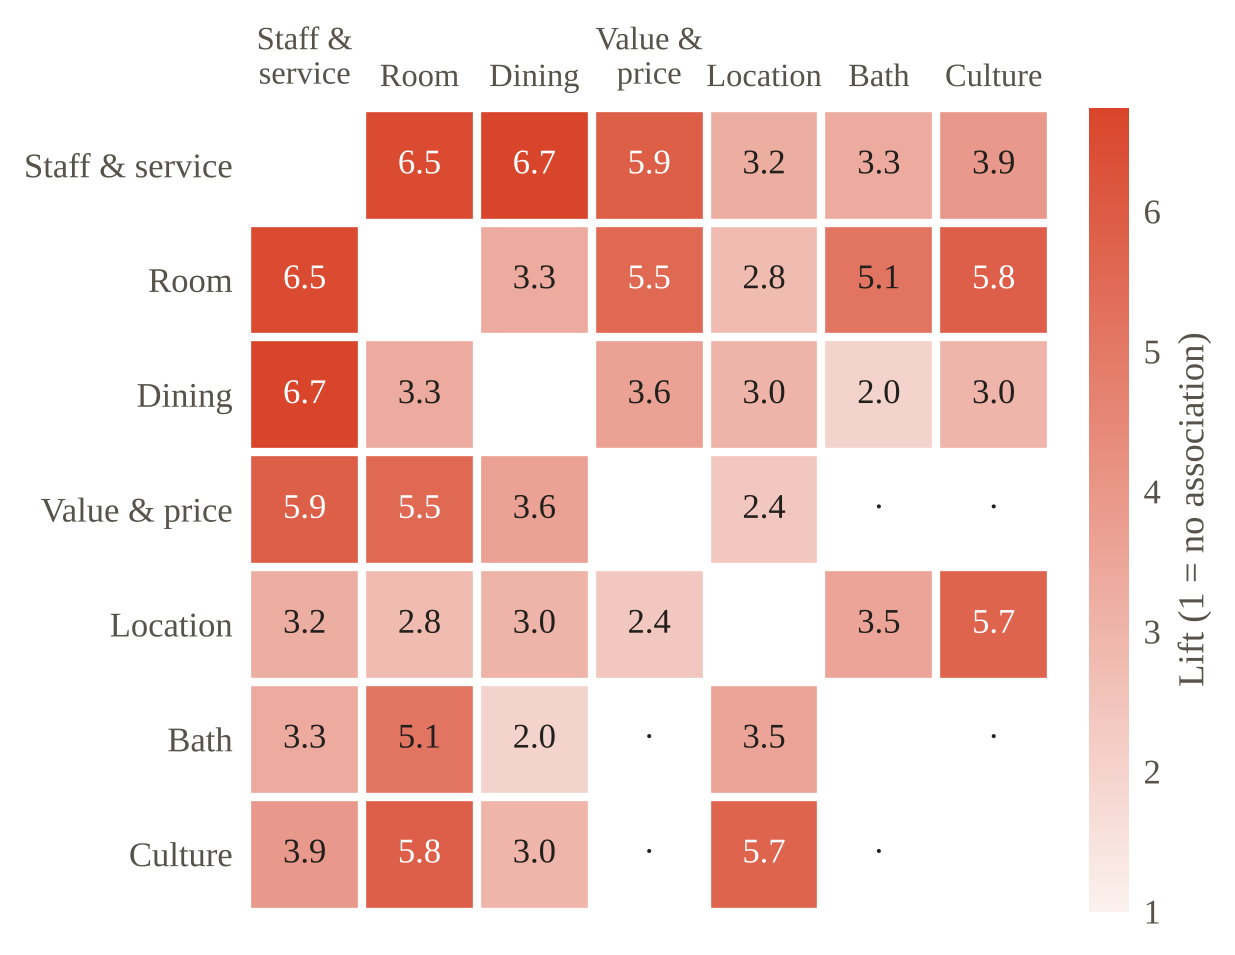 Staff &
service
Room
Dining
Value &
price
Location
Bath
Culture
Staff & service
6.5
6.7
5.9
3.2
3.3
3.9
Room
6.5
3.3
5.5
2.8
5.1
5.8
Dining
6.7
3.3
3.6
3.0
2.0
3.0
Value & price
5.9
5.5
3.6
2.4
·
·
Location
3.2
2.8
3.0
2.4
3.5
5.7
Bath
3.3
5.1
2.0
·
3.5
·
Culture
3.9
5.8
3.0
·
5.7
·
6
5
4
3
2
1
Lift (1 = no association)